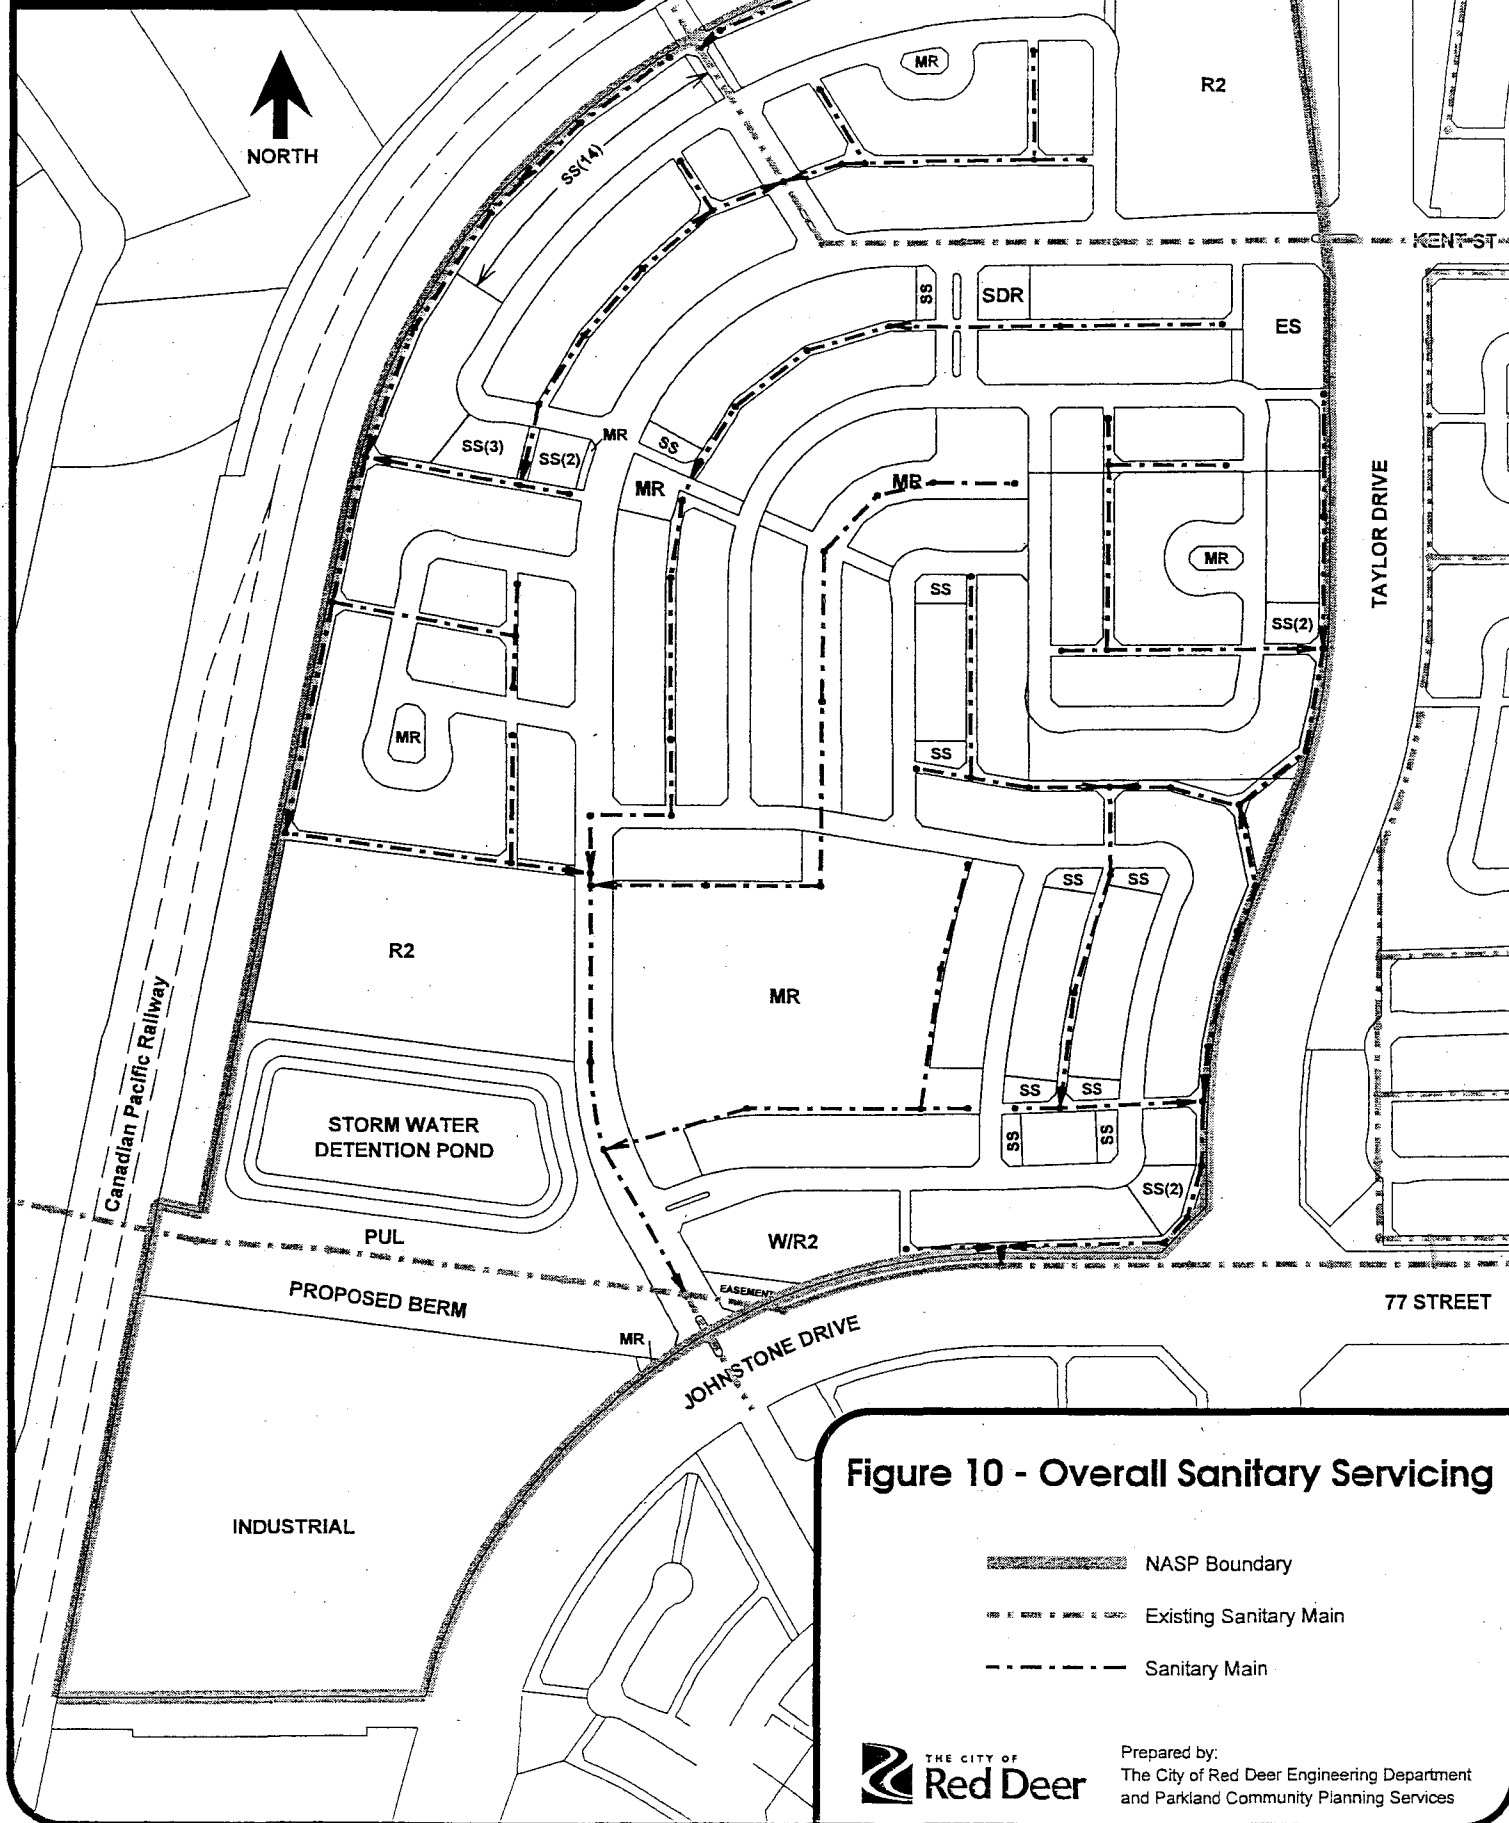 MR
R2
NORTH
SS(14)
KENT ST
SS
SDR
ES
MR
SS(3)
SS(2)
SS
MR
MR
TAYLOR DRIVE
MR
SS
SS(2)
MR
SS
SS
SS
R2
MR
Canadian Pacific Railway
STORM WATER
DETENTION POND
SS
SS
SS
SS
SS(2)
PUL
W/R2
PROPOSED BERM
EASEMENT
77 STREET
MR
JOHNSTONE DRIVE
INDUSTRIAL
Figure 10 - Overall Sanitary Servicing
NASP Boundary
Existing Sanitary Main
Sanitary Main
THE CITY OF
Red Deer
Prepared by:
The City of Red Deer Engineering Department
and Parkland Community Planning Services